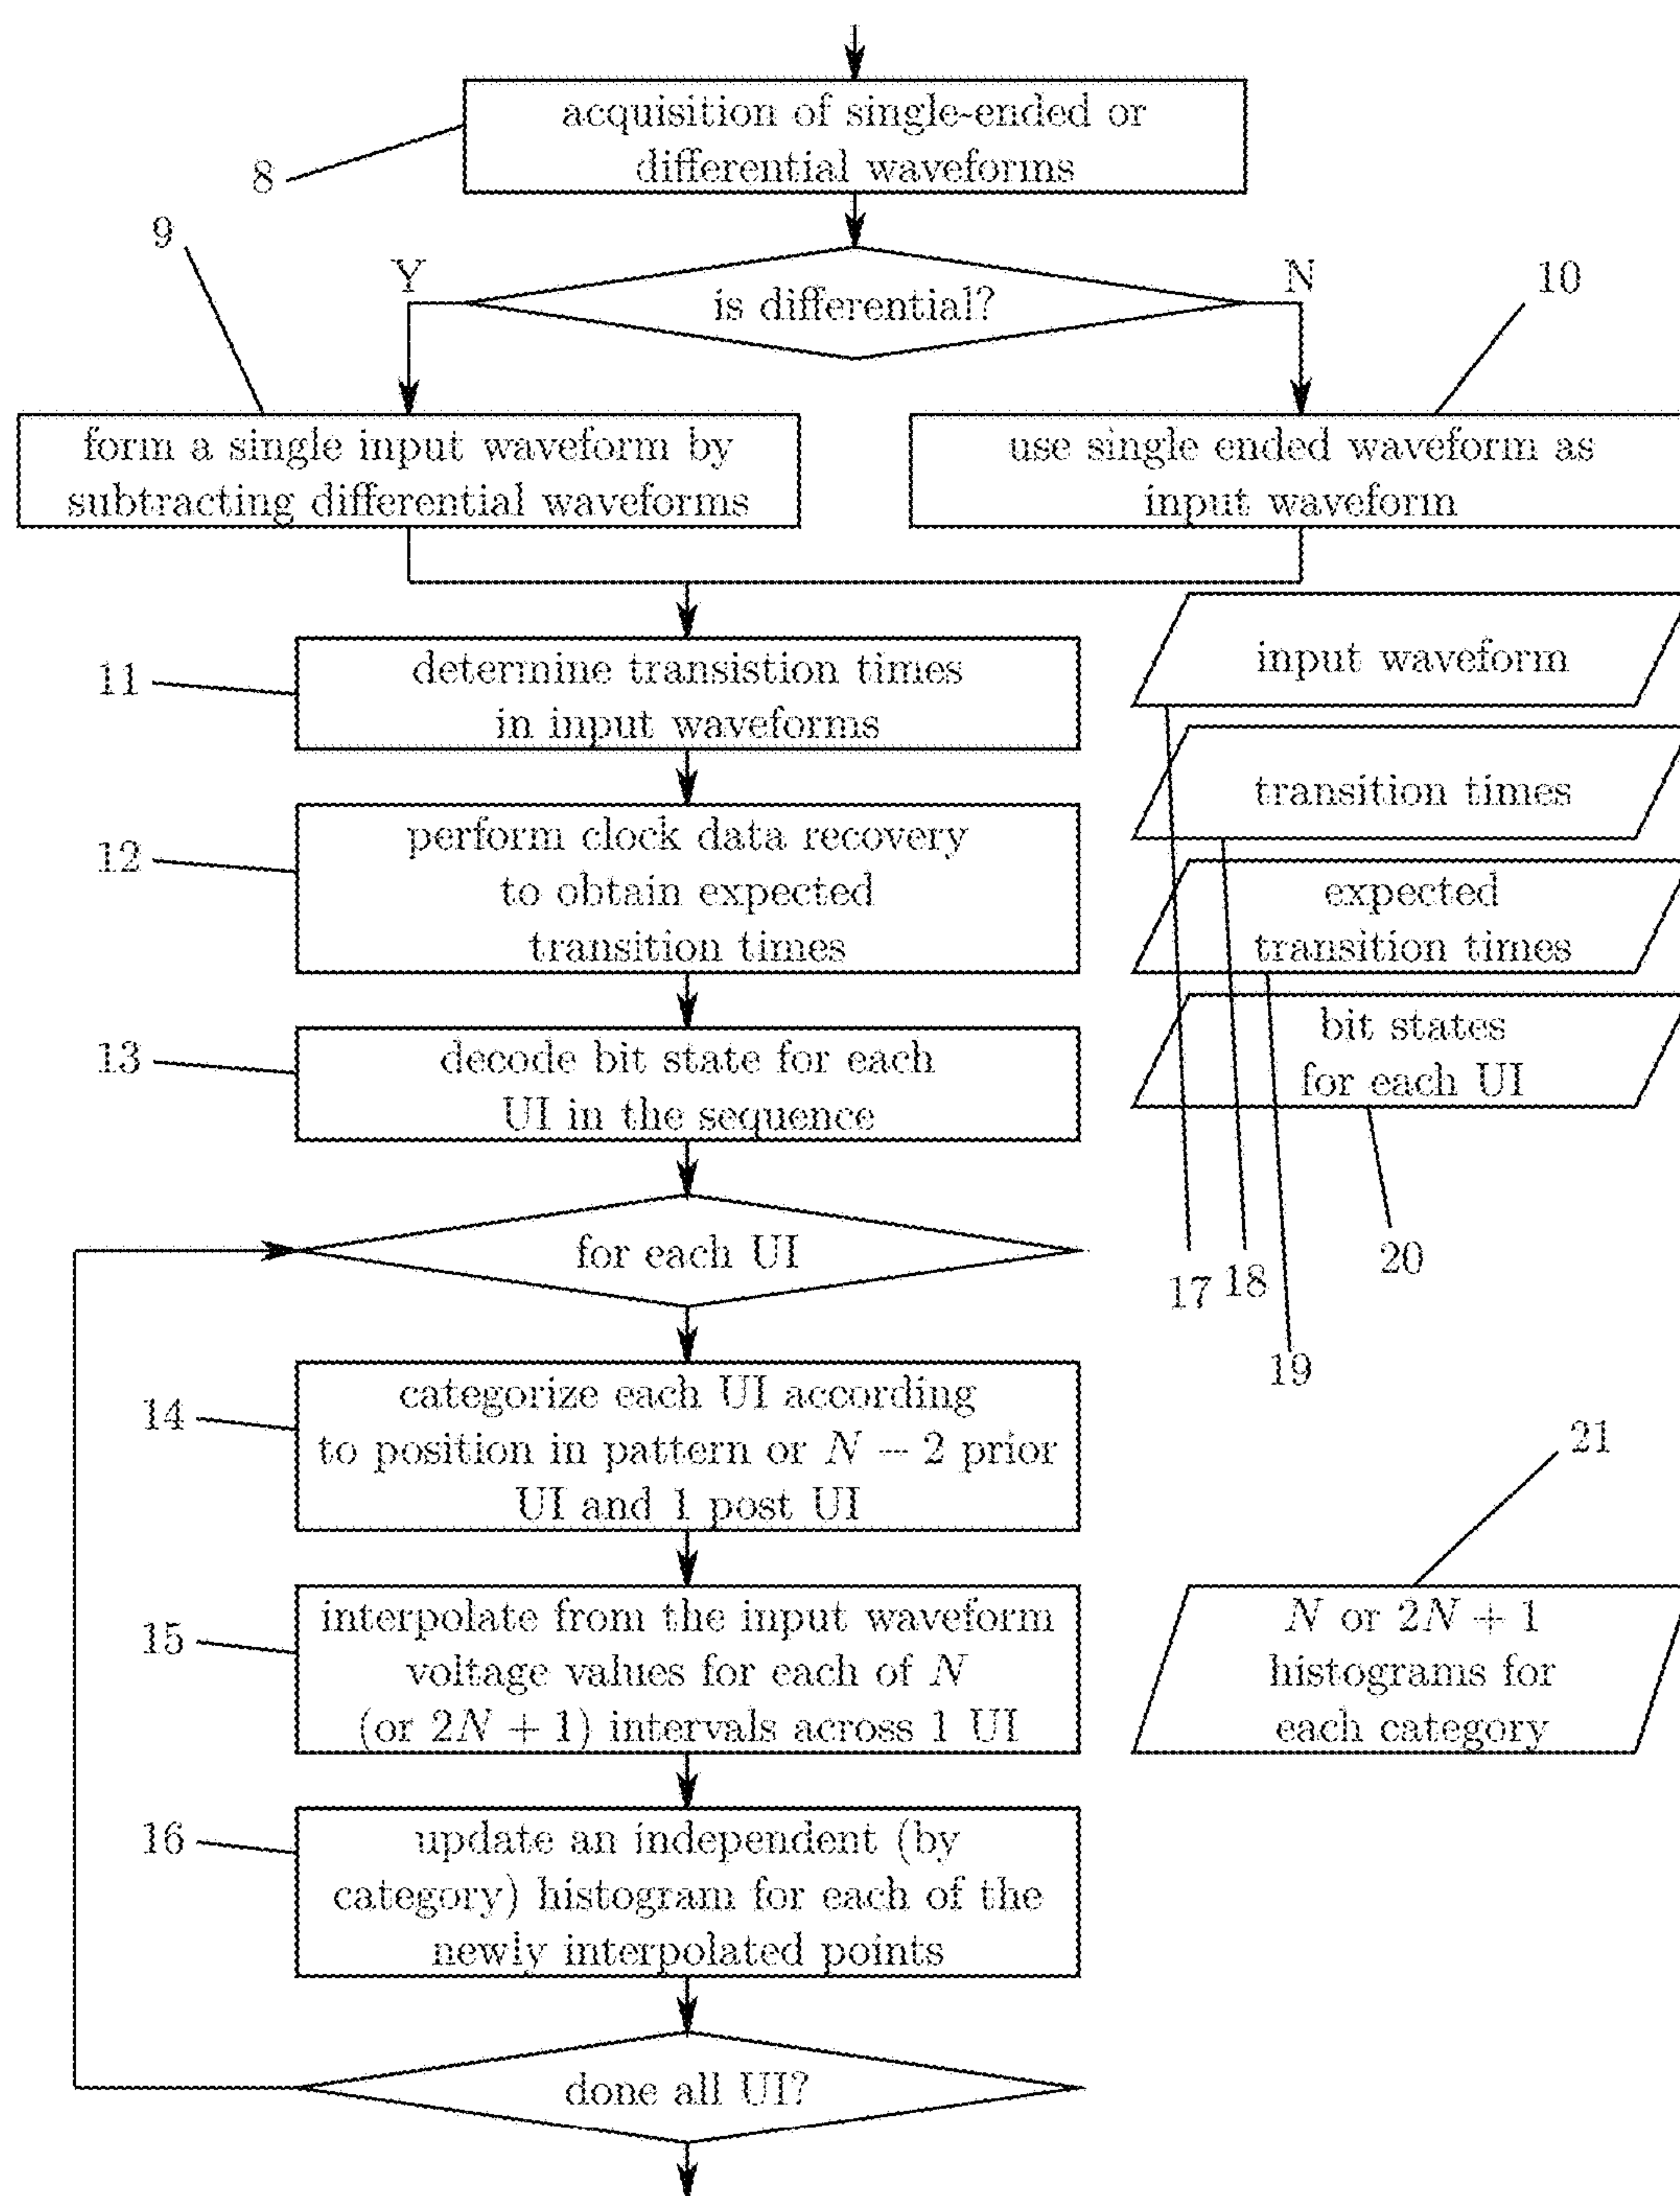 acquisition of single-ended or
differential waveforms
8
9
Y
N
10
is differential?
form a single input waveform by
subtracting differential waveforms
use single ended waveform as
input waveform
11
determine transistion times
in input waveforms
input waveform
transition times
12
perform clock data recovery
to obtain expected
transition times
expected
transition times
13
decode bit state for each
UI in the sequence
bit states
for each UI
for each UI
17
18
19
20
14
categorize each UI according
to position in pattern or N − 2 prior
UI and 1 post UI
21
15
interpolate from the input waveform
voltage values for each of N
(or 2N + 1) intervals across 1 UI
N or 2N + 1
histograms for
each category
16
update an independent (by
category) histogram for each of the
newly interpolated points
done all UI?